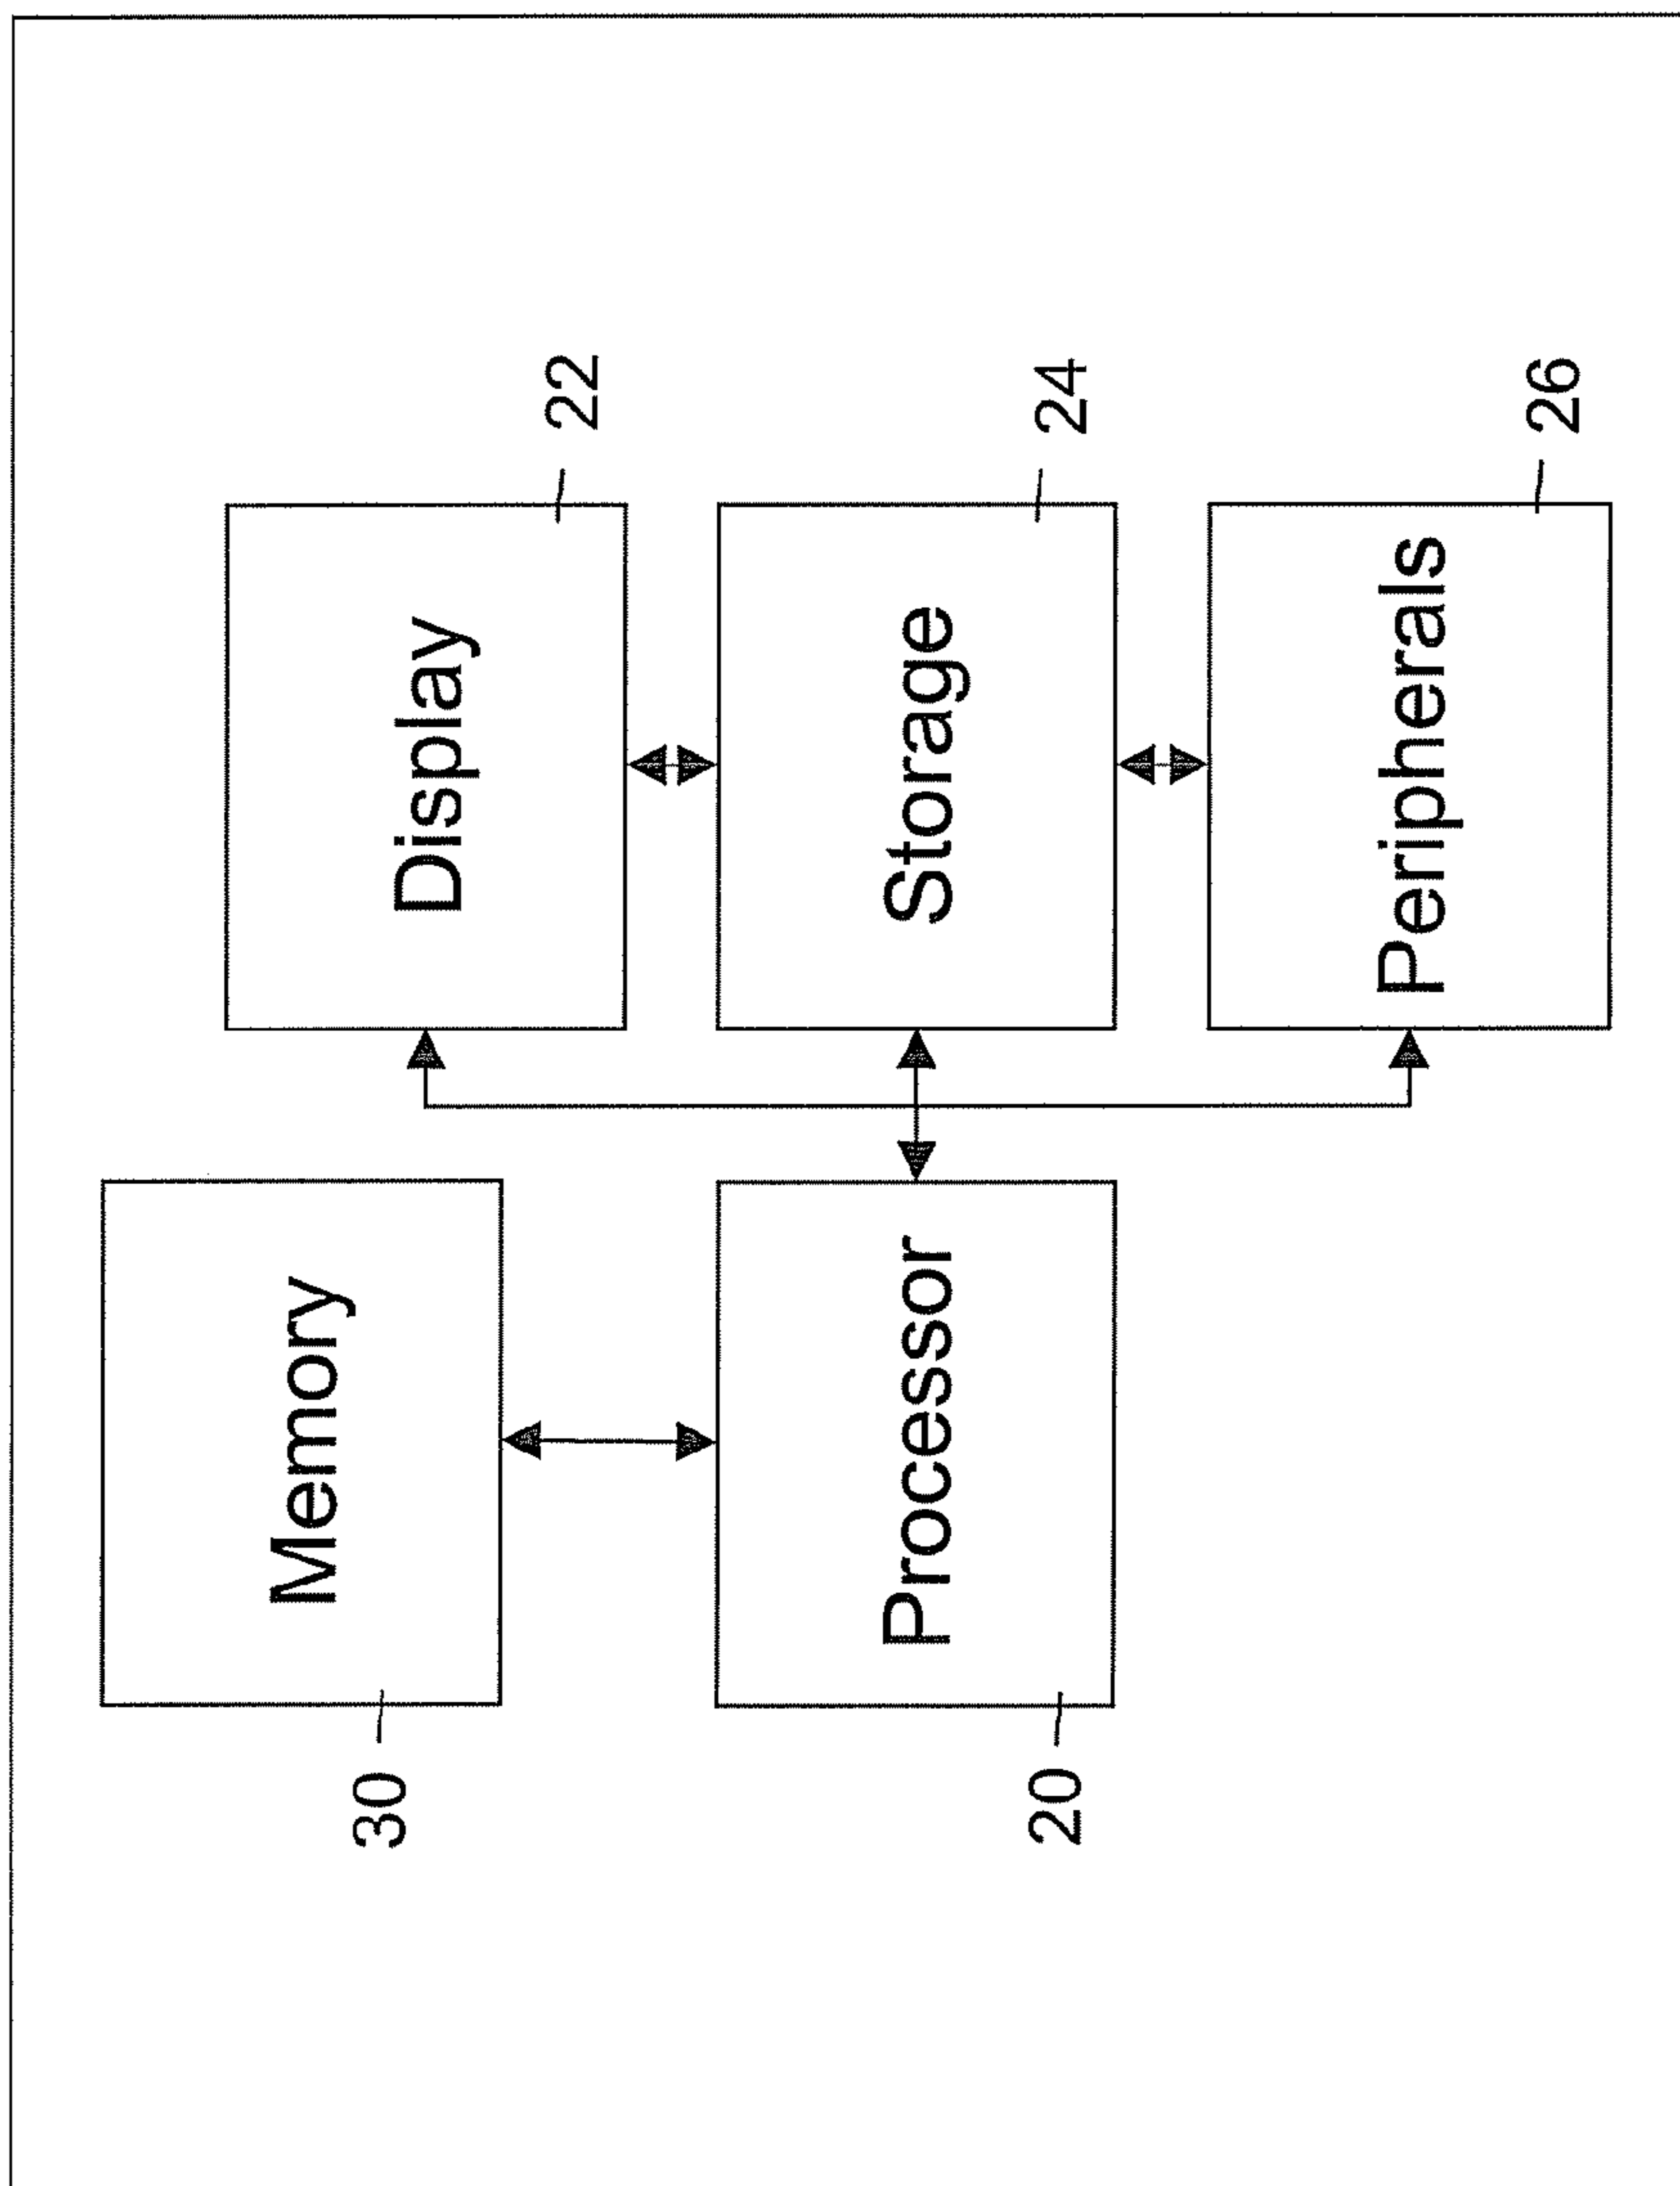 Memory
30
Processor
20
Display
22
Storage
24
Peripherals
26